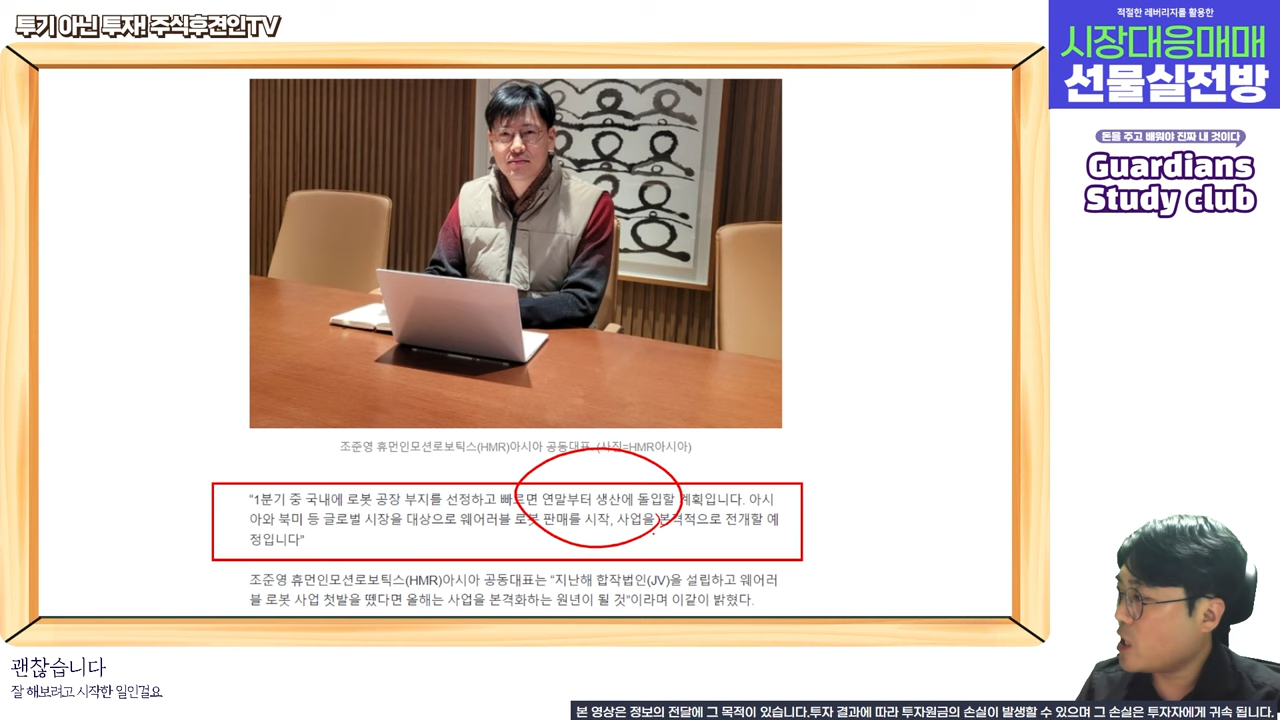 투기 아닌 투자! 주식후견인TV
적절한 레버리지를 활용한
시장대응매매
선물실전방
돈을 주고 배워야 진짜 내 것이다
Guardians
Study club
조준영 휴먼인모션로보틱스(HMR)아시아 공동대표. (사진=HMR아시아)
“1분기 중 국내에 로봇 공장 부지를 선정하고 빠르면 연말부터 생산에 돌입할 계획입니다. 아시
아와 북미 등 글로벌 시장을 대상으로 웨어러블 로봇 판매를 시작, 사업을 본격적으로 전개할 예
정입니다”
조준영 휴먼인모션로보틱스(HMR)아시아 공동대표는 “지난해 합작법인(JV)을 설립하고 웨어러
블 로봇 사업 첫발을 뗐다면 올해는 사업을 본격화하는 원년이 될 것”이라며 이같이 밝혔다.
괜찮습니다
잘 해보려고 시작한 일인걸요
본 영상은 정보의 전달에 그 목적이 있습니다.투자 결과에 따라 투자원금의 손실이 발생할 수 있으며 그 손실은 투자자에게 귀속 됩니다.